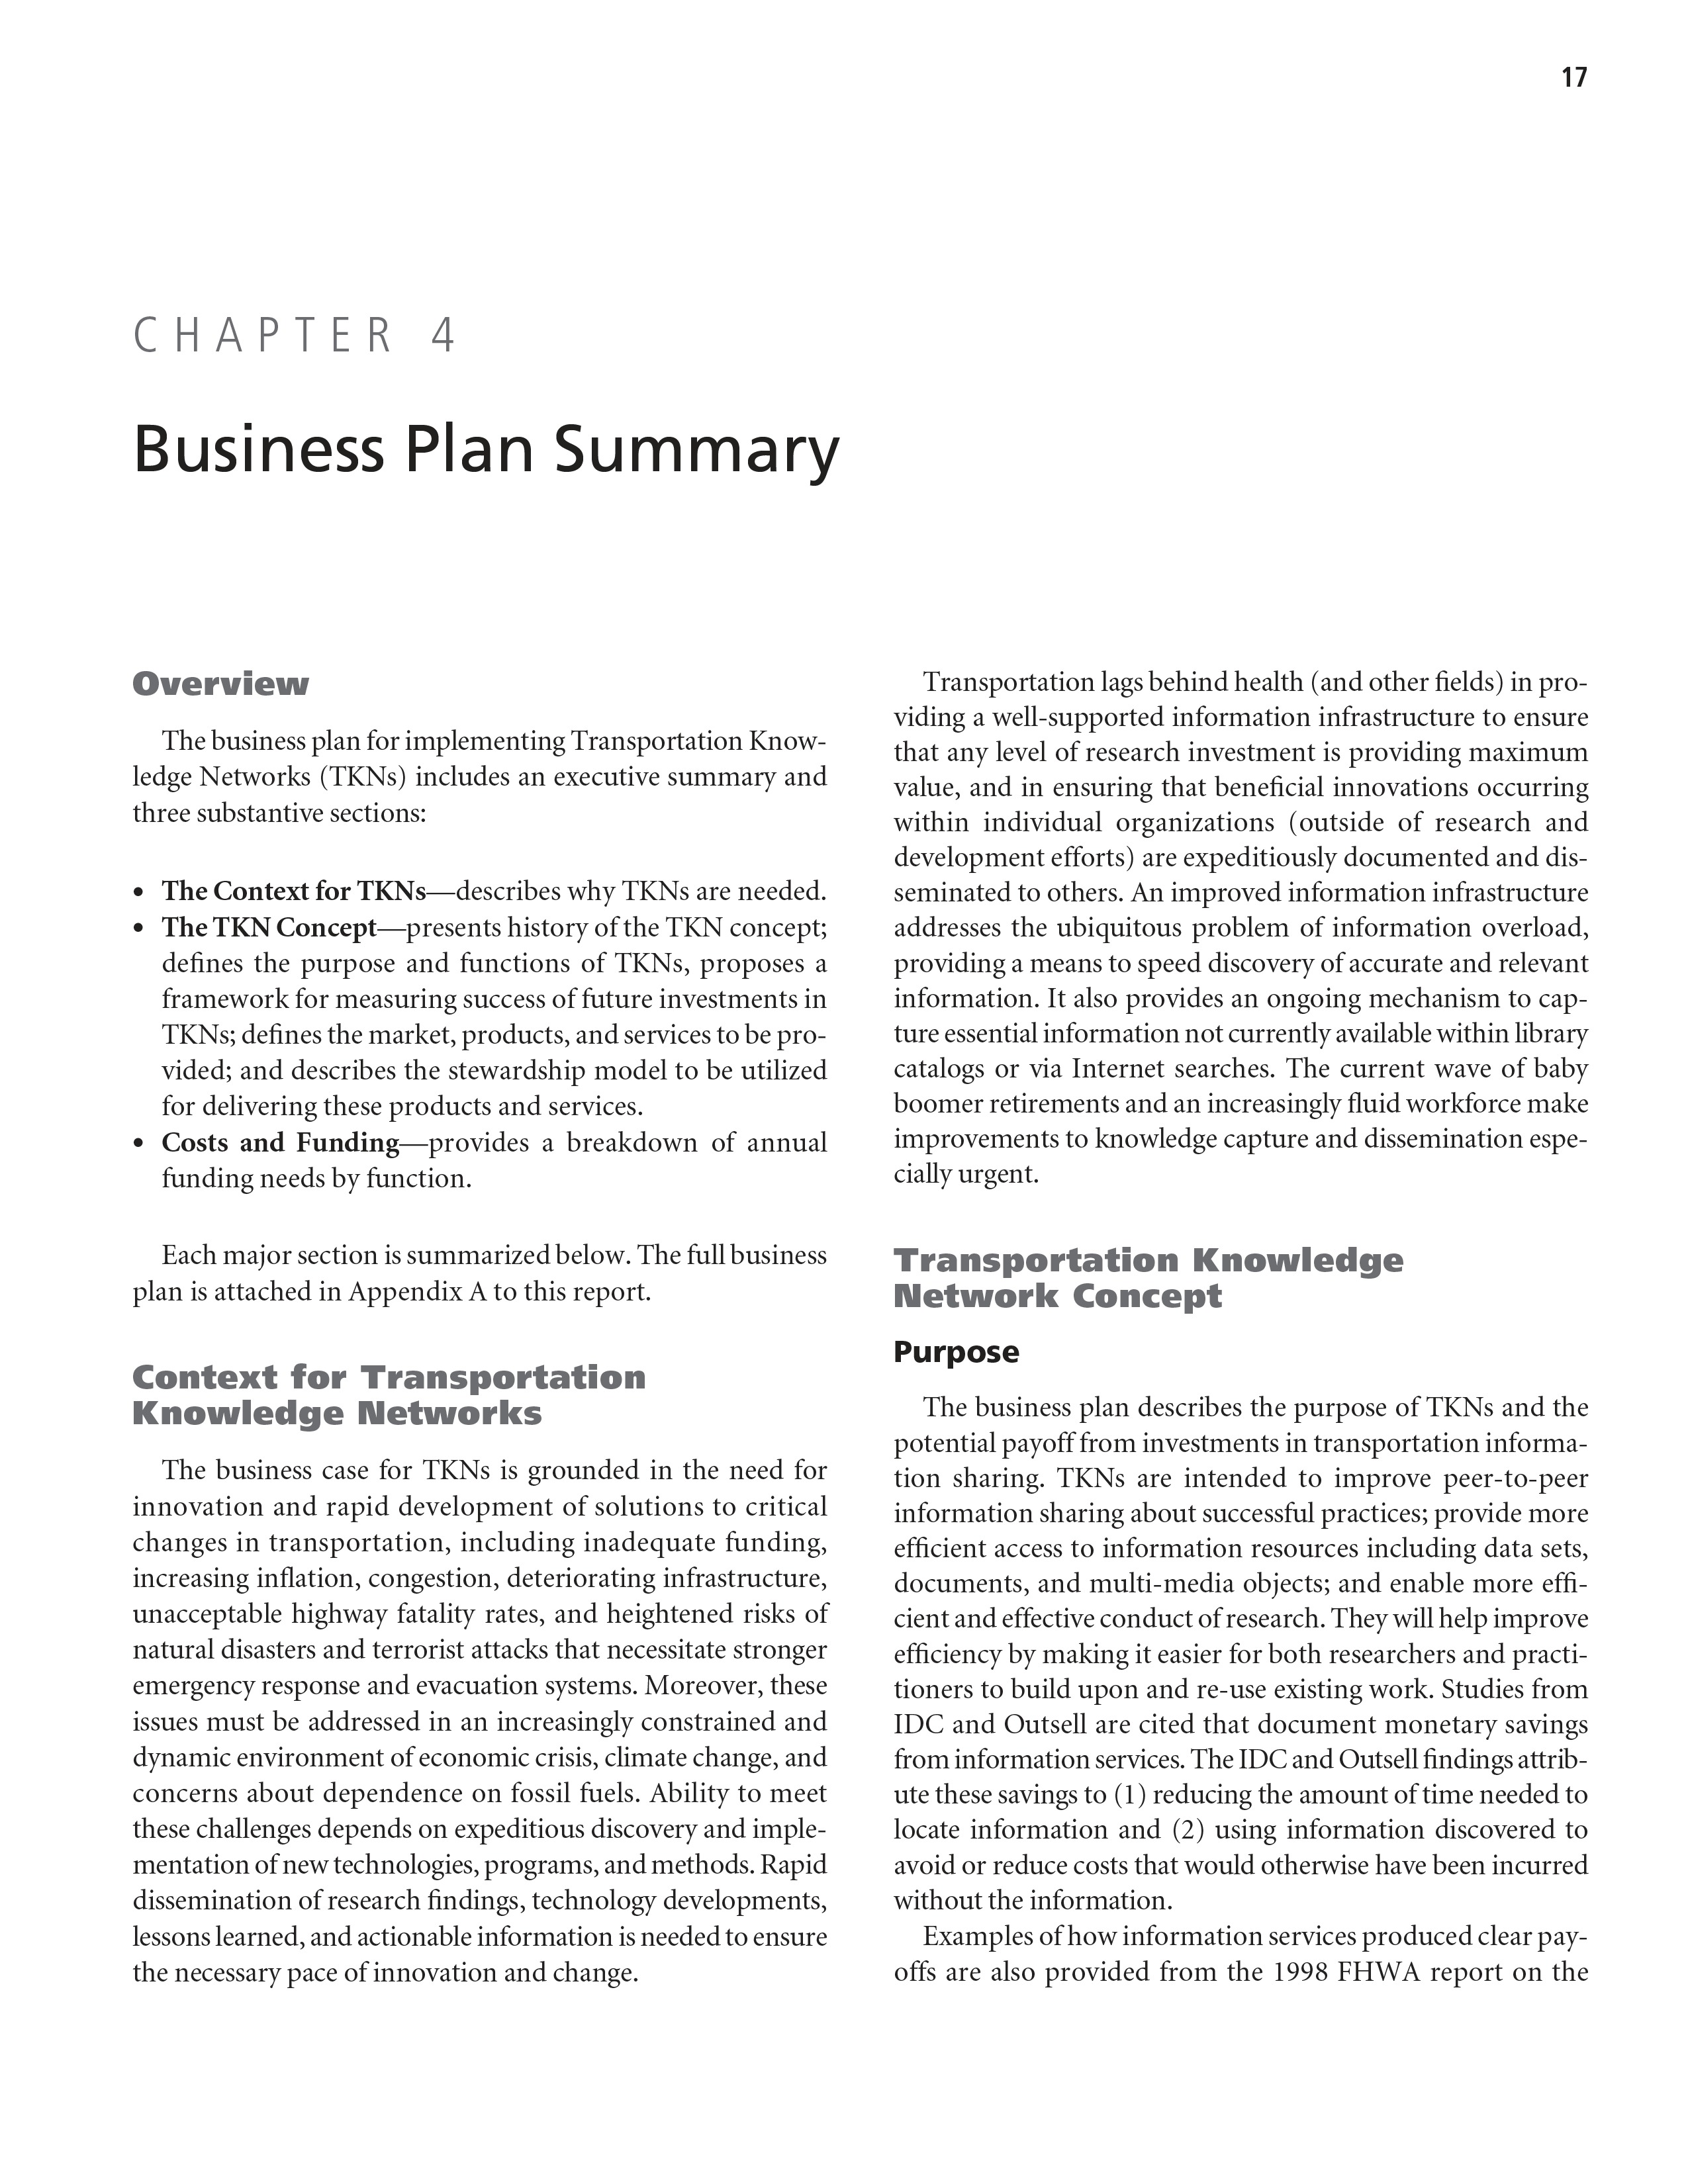 17
CHAPTER 4
Business Plan Summary
Overview
The business plan for implementing Transportation Know-
ledge Networks (TKNs) includes an executive summary and
three substantive sections:
• The Context for TKNs—describes why TKNs are needed.
• The TKN Concept—presents history of the TKN concept;
defines the purpose and functions of TKNs, proposes a
framework for measuring success of future investments in
TKNs; defines the market, products, and services to be pro-
vided; and describes the stewardship model to be utilized
for delivering these products and services.
• Costs and Funding—provides a breakdown of annual
funding needs by function.
Each major section is summarized below. The full business
plan is attached in Appendix A to this report.
Context for Transportation
Knowledge Networks
The business case for TKNs is grounded in the need for
innovation and rapid development of solutions to critical
changes in transportation, including inadequate funding,
increasing inflation, congestion, deteriorating infrastructure,
unacceptable highway fatality rates, and heightened risks of
natural disasters and terrorist attacks that necessitate stronger
emergency response and evacuation systems. Moreover, these
issues must be addressed in an increasingly constrained and
dynamic environment of economic crisis, climate change, and
concerns about dependence on fossil fuels. Ability to meet
these challenges depends on expeditious discovery and imple-
mentation of new technologies, programs, and methods. Rapid
dissemination of research findings, technology developments,
lessons learned, and actionable information is needed to ensure
the necessary pace of innovation and change.
Transportation lags behind health (and other fields) in pro-
viding a well-supported information infrastructure to ensure
that any level of research investment is providing maximum
value, and in ensuring that beneficial innovations occurring
within individual organizations (outside of research and
development efforts) are expeditiously documented and dis-
seminated to others. An improved information infrastructure
addresses the ubiquitous problem of information overload,
providing a means to speed discovery of accurate and relevant
information. It also provides an ongoing mechanism to cap-
ture essential information not currently available within library
catalogs or via Internet searches. The current wave of baby
boomer retirements and an increasingly fluid workforce make
improvements to knowledge capture and dissemination espe-
cially urgent.
Transportation Knowledge
Network Concept
Purpose
The business plan describes the purpose of TKNs and the
potential payoff from investments in transportation informa-
tion sharing. TKNs are intended to improve peer-to-peer
information sharing about successful practices; provide more
efficient access to information resources including data sets,
documents, and multi-media objects; and enable more effi-
cient and effective conduct of research. They will help improve
efficiency by making it easier for both researchers and practi-
tioners to build upon and re-use existing work. Studies from
IDC and Outsell are cited that document monetary savings
from information services. The IDC and Outsell findings attrib-
ute these savings to (1) reducing the amount of time needed to
locate information and (2) using information discovered to
avoid or reduce costs that would otherwise have been incurred
without the information.
Examples of how information services produced clear pay-
offs are also provided from the 1998 FHWA report on the